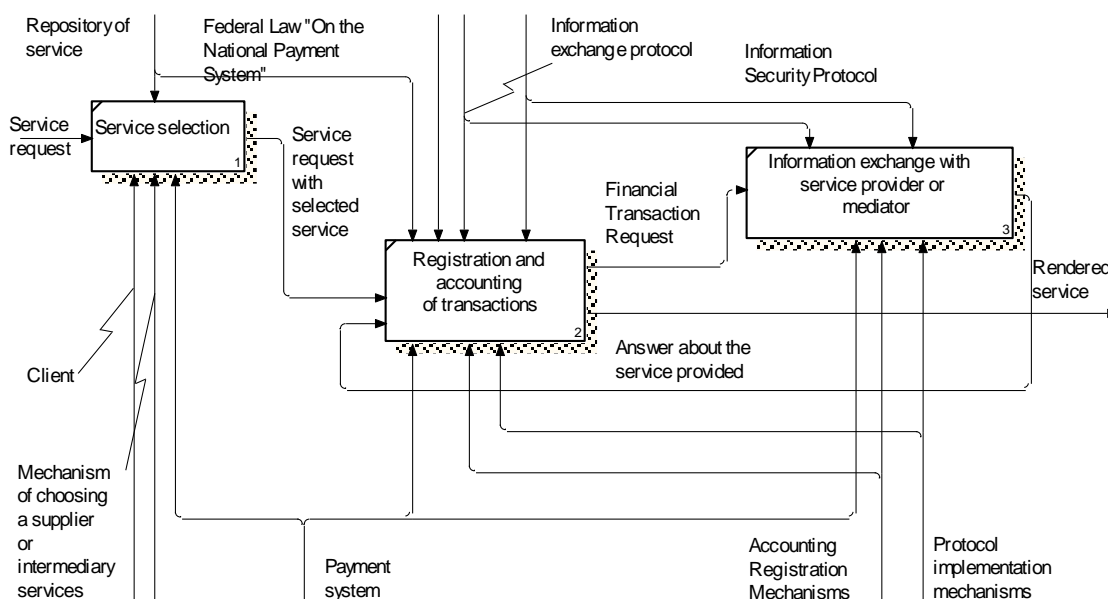 Repository of
service
Federal Law "On the
National Payment
System"
Information
exchange protocol
Information
Security Protocol
Service
request
Service selection
1
Service
request
with
selected
service
Information exchange with
service provider or
mediator
3
Financial
Transaction
Request
Registration and
accounting
of transactions
2
Rendered
service
Answer about the
service provided
Client
Mechanism
of choosing
a supplier
or
intermediary
services
Payment
system
Accounting
Registration
Mechanisms
Protocol
implementation
mechanisms